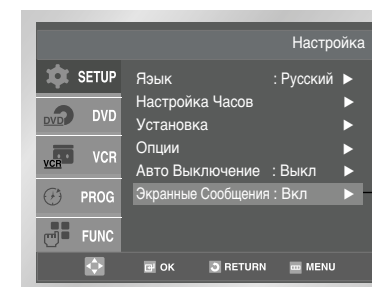 Настройка
SETUP
DVD DVD
VCR VCR
PROG
FUNC
Язык : Русский ▶
Настройка Часов ▶
Установка ▶
Опции ▶
Авто Выключение : Выкл ▶
Экранные Сообщения : Вкл ▶
OK RETURN MENU